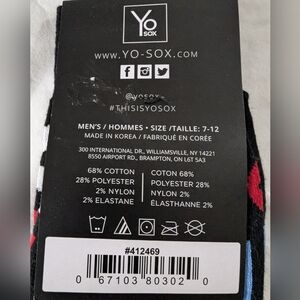 Yo
SOX
WWW.YO-SOX.COM
@yosox
#THISISYOSOX
MEN'S / HOMMES • SIZE /TAILLE: 7-12
MADE IN KOREA / FABRIQUÉ EN CORÉE
300 INTERNATIONAL DR., WILLIAMSVILLE, NY 14221
8550 AIRPORT RD., BRAMPTON, ON L6T 5A3
68% COTTON
28% POLYESTER
2% NYLON
2% ELASTANE
COTON 68%
POLYESTER 28%
NYLON 2%
ÉLASTHANNE 2%
#412469
0 67103 80302 0